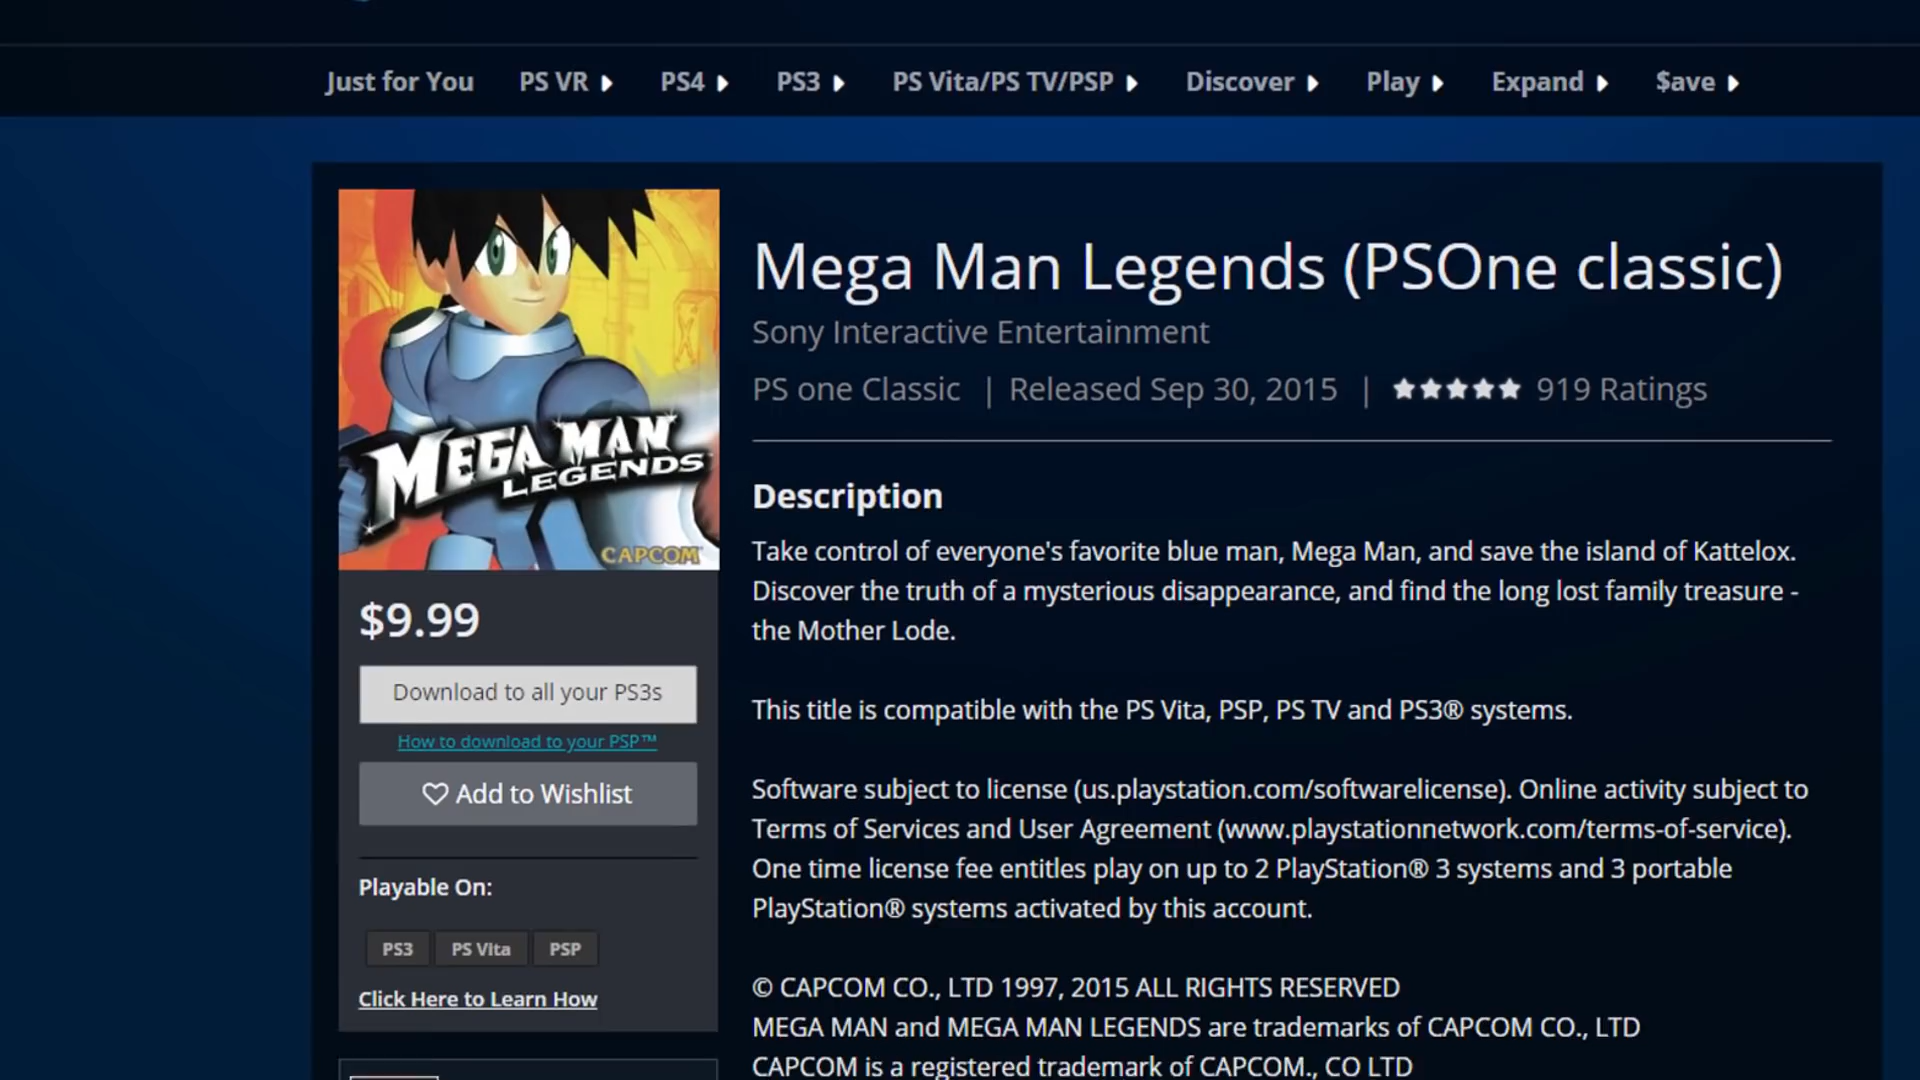 Just for You PS VR PS4 PS3 PS Vita/PS TV/PSP Discover Play Expand $ave
MEGA MAN
LEGENDS
CAPCOM
$9.99
Download to all your PS3s
How to download to your PSP™
Add to Wishlist
Playable On:
PS3 PS Vita PSP
Click Here to Learn How
Mega Man Legends (PSOne classic)
Sony Interactive Entertainment
PS one Classic | Released Sep 30, 2015 | ★★★★★ 919 Ratings
Description
Take control of everyone's favorite blue man, Mega Man, and save the island of Kattelox.
Discover the truth of a mysterious disappearance, and find the long lost family treasure -
the Mother Lode.
This title is compatible with the PS Vita, PSP, PS TV and PS3® systems.
Software subject to license (us.playstation.com/softwarelicense). Online activity subject to
Terms of Services and User Agreement (www.playstationnetwork.com/terms-of-service).
One time license fee entitles play on up to 2 PlayStation® 3 systems and 3 portable
PlayStation® systems activated by this account.
© CAPCOM CO., LTD 1997, 2015 ALL RIGHTS RESERVED
MEGA MAN and MEGA MAN LEGENDS are trademarks of CAPCOM CO., LTD
CAPCOM is a registered trademark of CAPCOM., CO LTD